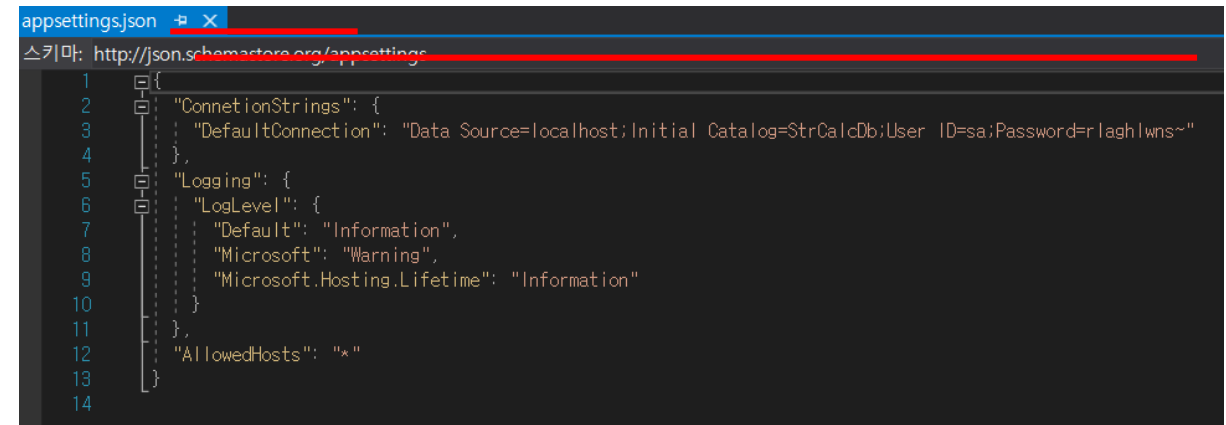 appsettings.json
스키마: http://json.schemastore.org/appsettings
1 {
2 "ConnetionStrings": {
3 "DefaultConnection": "Data Source=localhost;Initial Catalog=StrCalcDb;User ID=sa;Password=rlaghlwns~"
4 },
5 "Logging": {
6 "LogLevel": {
7 "Default": "Information",
8 "Microsoft": "Warning",
9 "Microsoft.Hosting.Lifetime": "Information"
10 }
11 },
12 "AllowedHosts": "*"
13 }
14